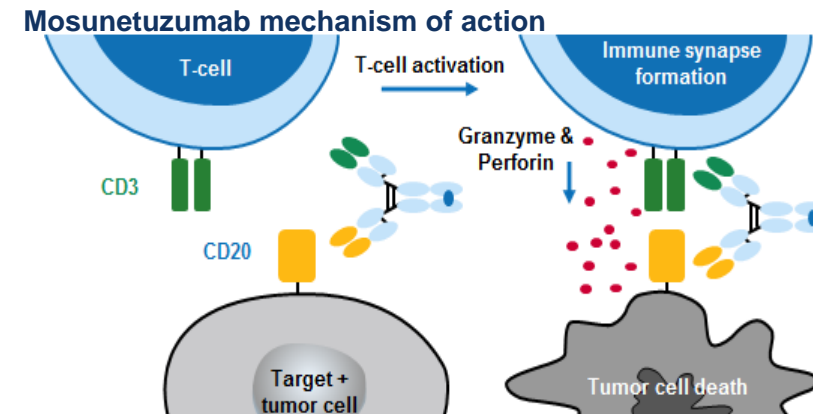 Mosunetuzumab mechanism of action
T-cell
T-cell activation
Immune synapse
formation
Granzyme &
Perforin
CD3
CD20
Target +
tumor cell
Tumor cell death